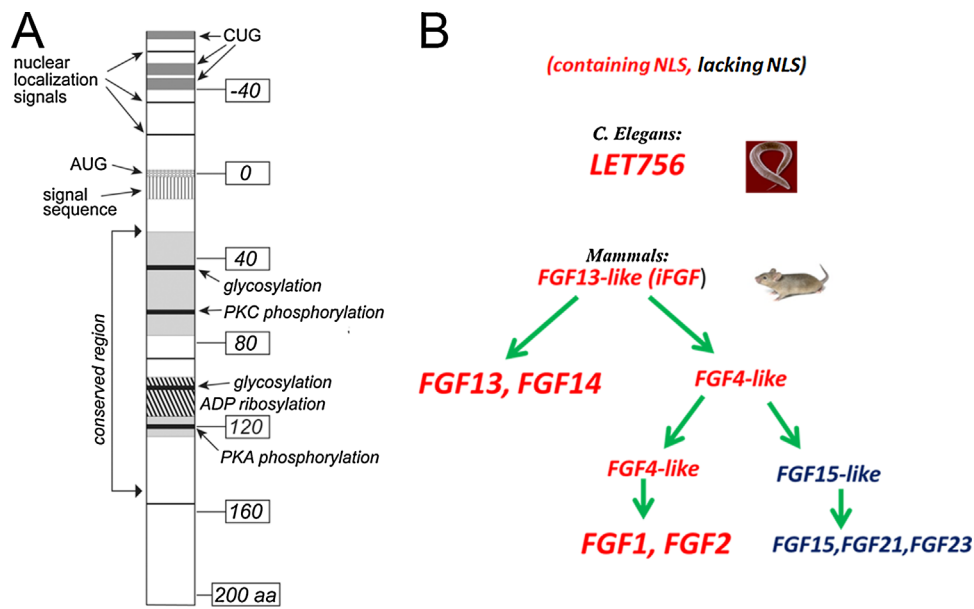 A
CUG
nuclear
localization
signals
-40
AUG
0
signal
sequence
40
glycosylation
PKC phosphorylation
80
conserved region
glycosylation
ADP ribosylation
120
PKA phosphorylation
160
200 aa
B
(containing NLS, lacking NLS)
C. Elegans:
LET756
Mammals:
FGF13-like (iFGF)
FGF13, FGF14
FGF4-like
FGF4-like
FGF15-like
FGF1, FGF2
FGF15,FGF21,FGF23